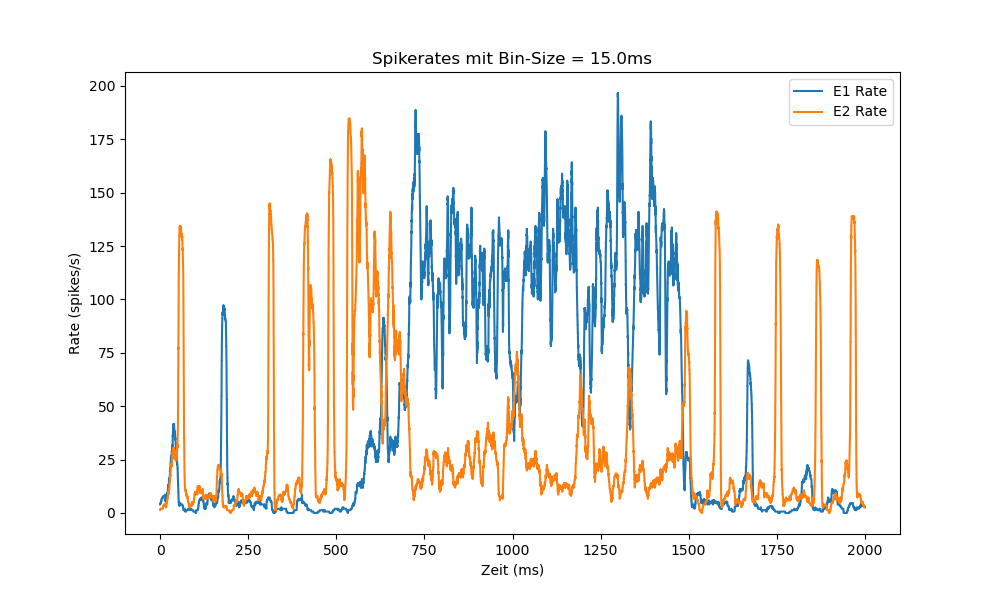 Spikerates mit Bin-Size = 15.0ms
E1 Rate
E2 Rate
200
175
150
125
100
75
50
25
0
Rate (spikes/s)
0 250 500 750 1000 1250 1500 1750 2000
Zeit (ms)